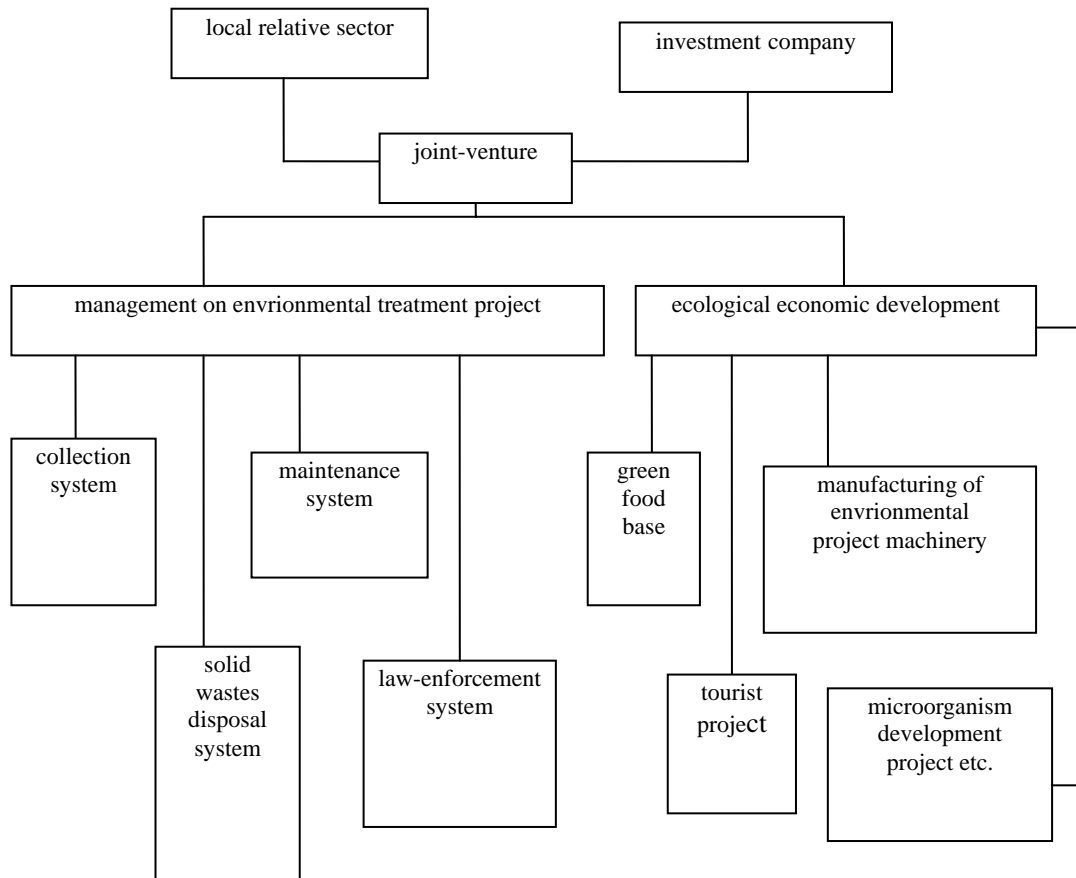 local relative sector
investment company
joint-venture
management on envrionmental treatment project
ecological economic development
collection
system
maintenance
system
green
food
base
manufacturing of
envrionmental
project machinery
solid
wastes
disposal
system
law-enforcement
system
tourist
project
microorganism
development
project etc.